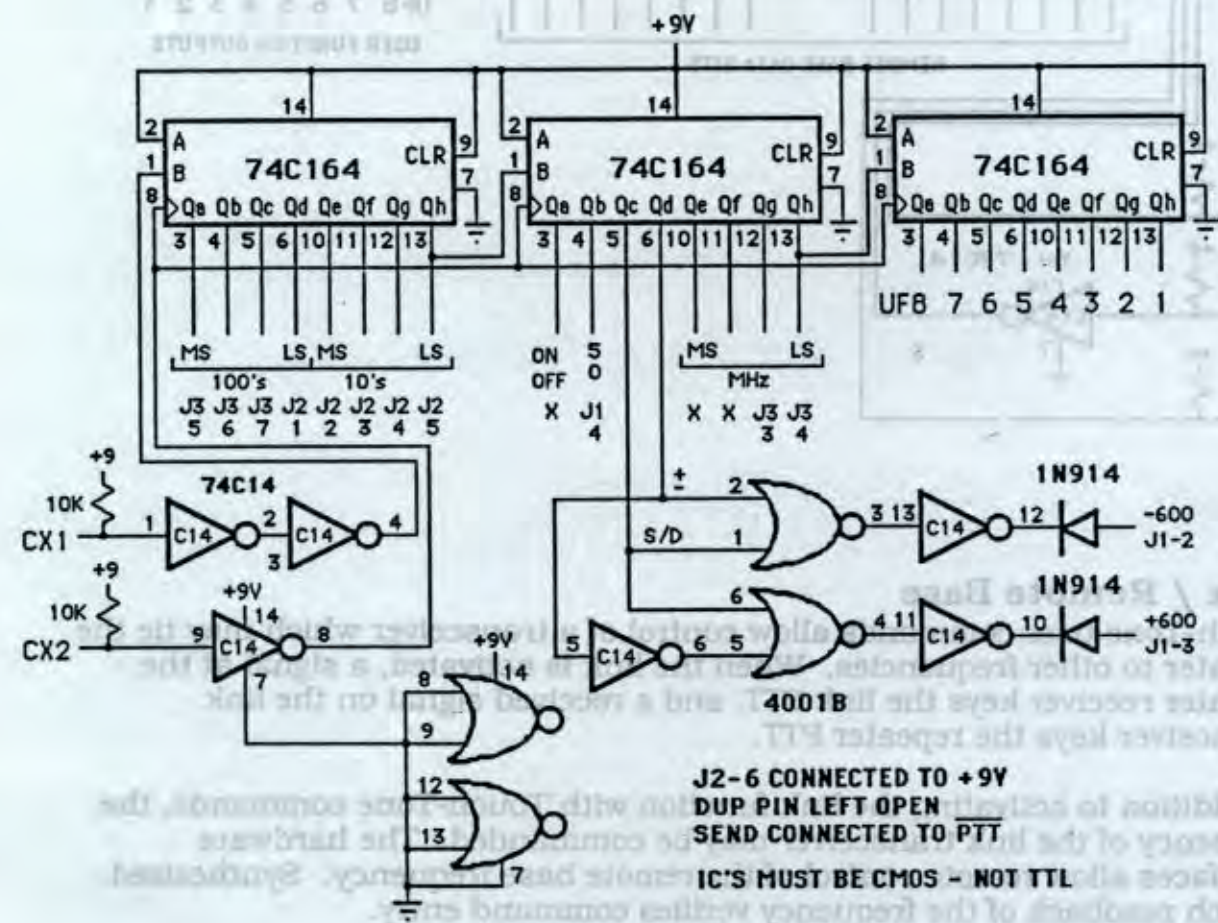 +9V
14 14 14
2 A 2 A 2 A
1 B 1 B 1 B
8 8 8
74C164 74C164 74C164
CLR 9 CLR 9 CLR 9
7 7 7
Qa Qb Qc Qd Qe Qf Qg Qh Qa Qb Qc Qd Qe Qf Qg Qh Qa Qb Qc Qd Qe Qf Qg Qh
3 4 5 6 10 11 12 13 3 4 5 6 10 11 12 13 3 4 5 6 10 11 12 13
UF8 7 6 5 4 3 2 1
MS LS MS LS ON OFF 5 0 MS LS
100's 10's MHz
J3 J3 J3 J2 J2 J2 J2 J2 X J1 X X J3 J3
5 6 7 1 2 3 4 5 4 3 4
+9 74C14 ± 1N914
10K
CX1 1 C14 2 3 C14 4 S/D 2 1 3 13 C14 12 -600
J1-2
+9 1N914
10K +9V
CX2 9 14 C14 8 7 5 C14 6 6 5 4 11 C14 10 +600
J1-3
+9V
8 14
9
4001B
12
13
7
J2-6 CONNECTED TO +9V
DUP PIN LEFT OPEN
SEND CONNECTED TO PTT
IC'S MUST BE CMOS - NOT TTL